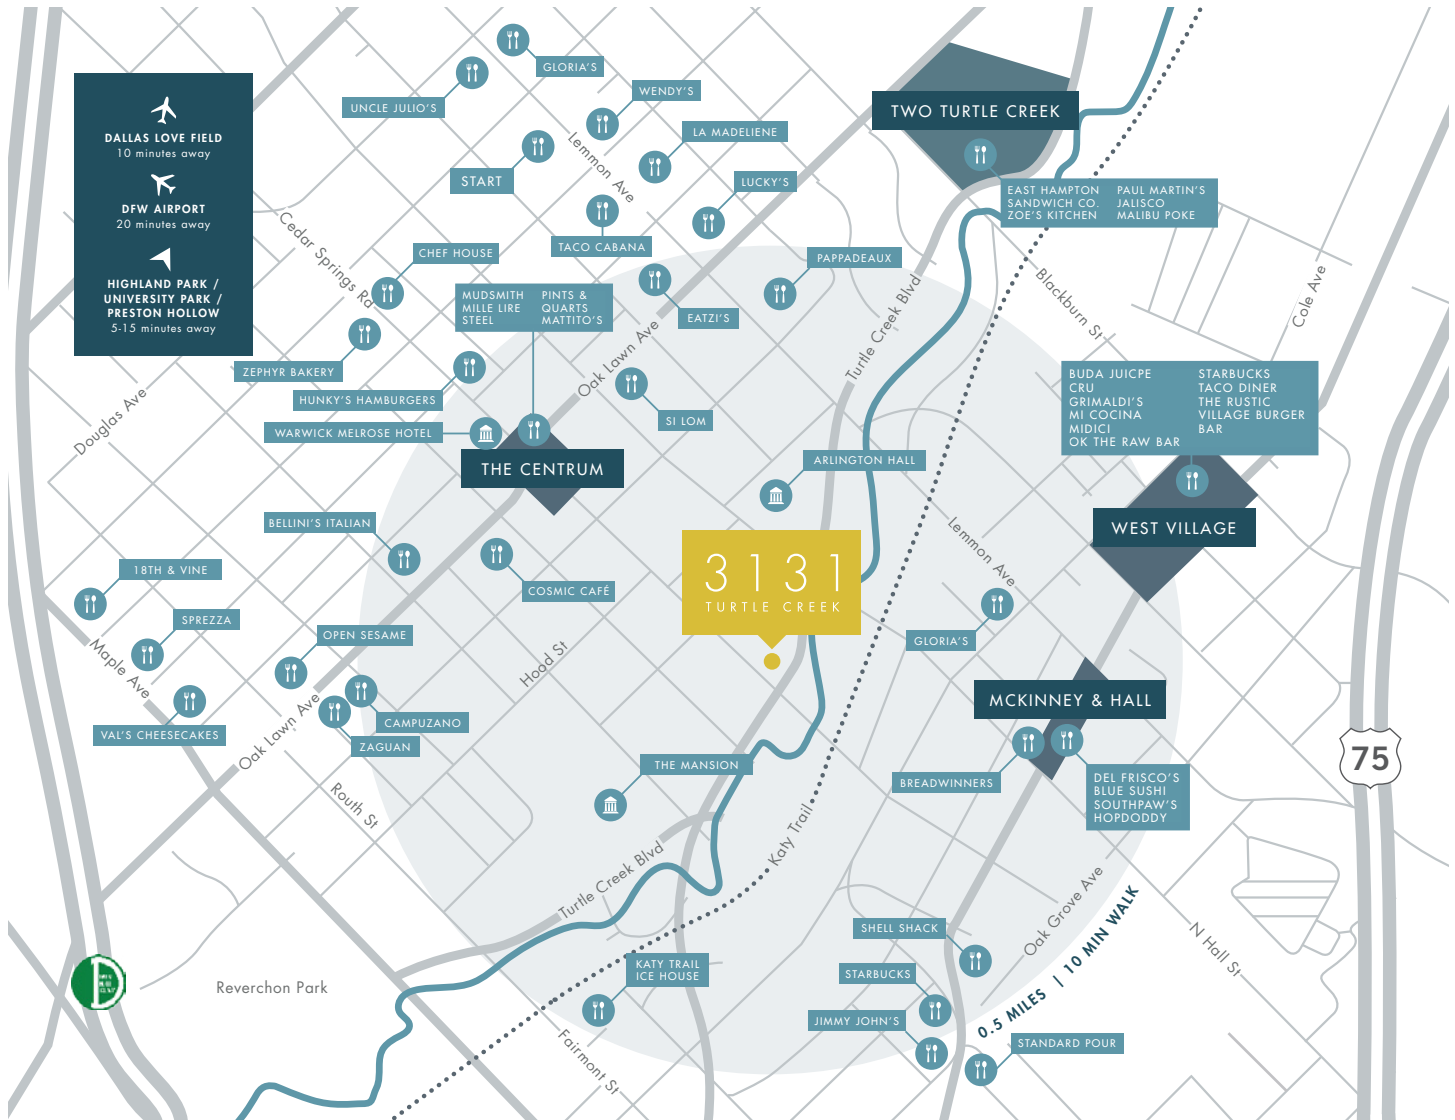 DALLAS LOVE FIELD
10 minutes away
DFW AIRPORT
20 minutes away
HIGHLAND PARK /
UNIVERSITY PARK /
PRESTON HOLLOW
5-15 minutes away
GLORIA'S
UNCLE JULIO'S
WENDY'S
LA MADELIENE
START
Lemmon Ave
LUCKY'S
TACO CABANA
TWO TURTLE CREEK
EAST HAMPTON
SANDWICH CO.
ZOE'S KITCHEN
PAUL MARTIN'S
JALISCO
MALIBU POKE
Cedar Springs Rd
CHEF HOUSE
MUDSMITH
MILLE LIRE
STEEL
PINTS &
QUARTS
MATTITO'S
EATZI'S
PAPPADEAUX
Turtle Creek Blvd
Blackburn St
Cole Ave
ZEPHYR BAKERY
HUNKY'S HAMBURGERS
Oak Lawn Ave
SI LOM
Douglas Ave
WARWICK MELROSE HOTEL
THE CENTRUM
ARLINGTON HALL
BUDA JUICPE
CRU
GRIMALDI'S
MI COCINA
MIDICI
OK THE RAW BAR
STARBUCKS
TACO DINER
THE RUSTIC
VILLAGE BURGER
BAR
WEST VILLAGE
BELLINI'S ITALIAN
COSMIC CAFÉ
3131
TURTLE CREEK
Lemmon Ave
GLORIA'S
18TH & VINE
SPREZZA
OPEN SESAME
Hood St
Maple Ave
VAL'S CHEESECAKES
Oak Lawn Ave
CAMPUZANO
ZAGUAN
MCKINNEY & HALL
BREADWINNERS
DEL FRISCO'S
BLUE SUSHI
SOUTHPAW'S
HOPDODDY
75
THE MANSION
Routh St
Katy Trail
Turtle Creek Blvd
Oak Grove Ave
0.5 MILES | 10 MIN WALK
N Hall St
SHELL SHACK
STARBUCKS
JIMMY JOHN'S
STANDARD POUR
KATY TRAIL
ICE HOUSE
Reverchon Park
Fairmont St